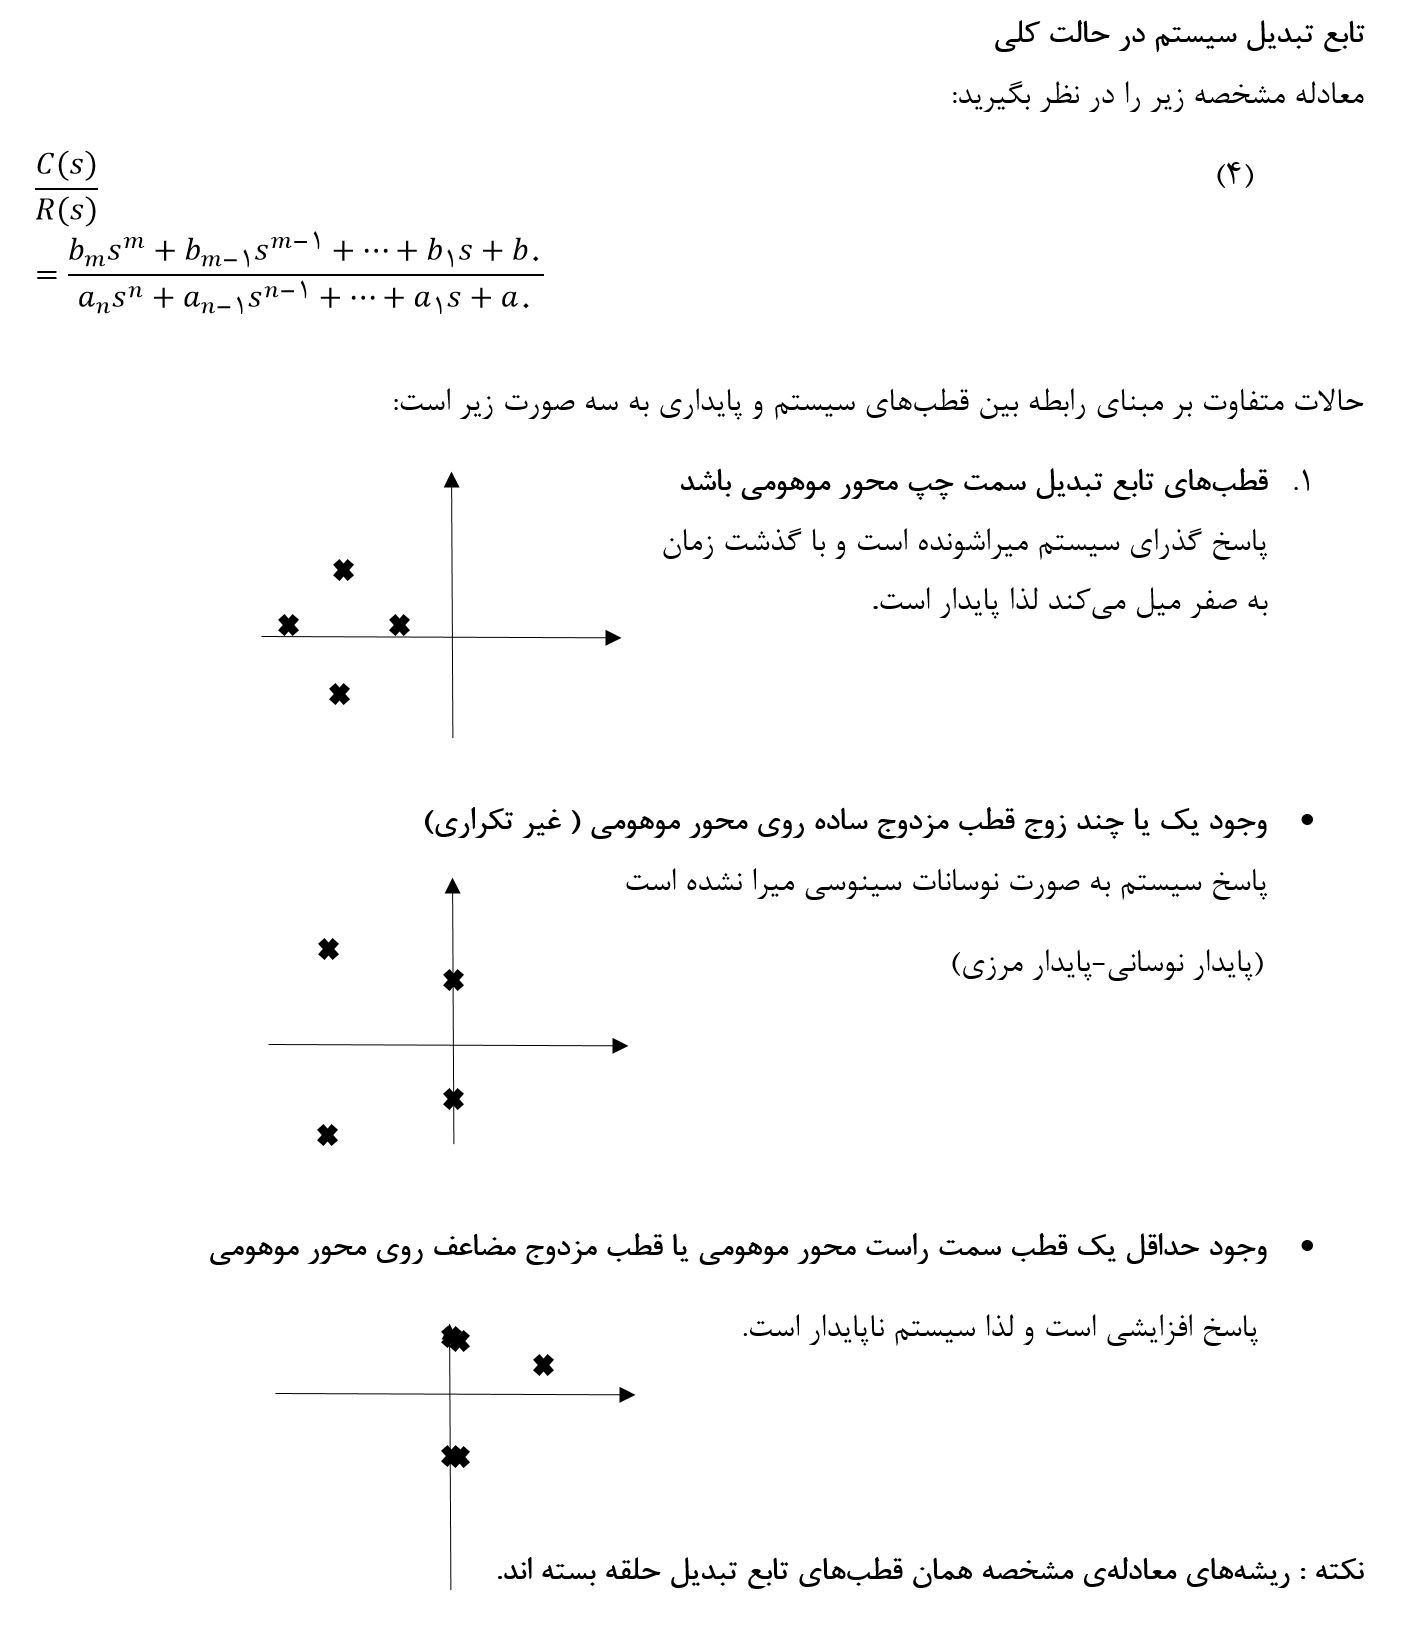 تابع تبدیل سیستم در حالت کلی
معادله مشخصه زیر را در نظر بگیرید:
(۴)
C(s)
R(s)
= b_m s^m + b_{m-۱} s^{m-۱} + ⋯ + b_۱ s + b_۰
a_n s^n + a_{n-۱} s^{n-۱} + ⋯ + a_۱ s + a_۰
حالات متفاوت بر مبنای رابطه بین قطب‌های سیستم و پایداری به سه صورت زیر است:
۱. قطب‌های تابع تبدیل سمت چپ محور موهومی باشد
پاسخ گذرای سیستم میراشونده است و با گذشت زمان
به صفر میل می‌کند لذا پایدار است.
• وجود یک یا چند زوج قطب مزدوج ساده روی محور موهومی ( غیر تکراری)
پاسخ سیستم به صورت نوسانات سینوسی میرا نشده است
(پایدار نوسانی-پایدار مرزی)
• وجود حداقل یک قطب سمت راست محور موهومی یا قطب مزدوج مضاعف روی محور موهومی
پاسخ افزایشی است و لذا سیستم ناپایدار است.
نکته : ریشه‌های معادله‌ی مشخصه همان قطب‌های تابع تبدیل حلقه بسته اند.